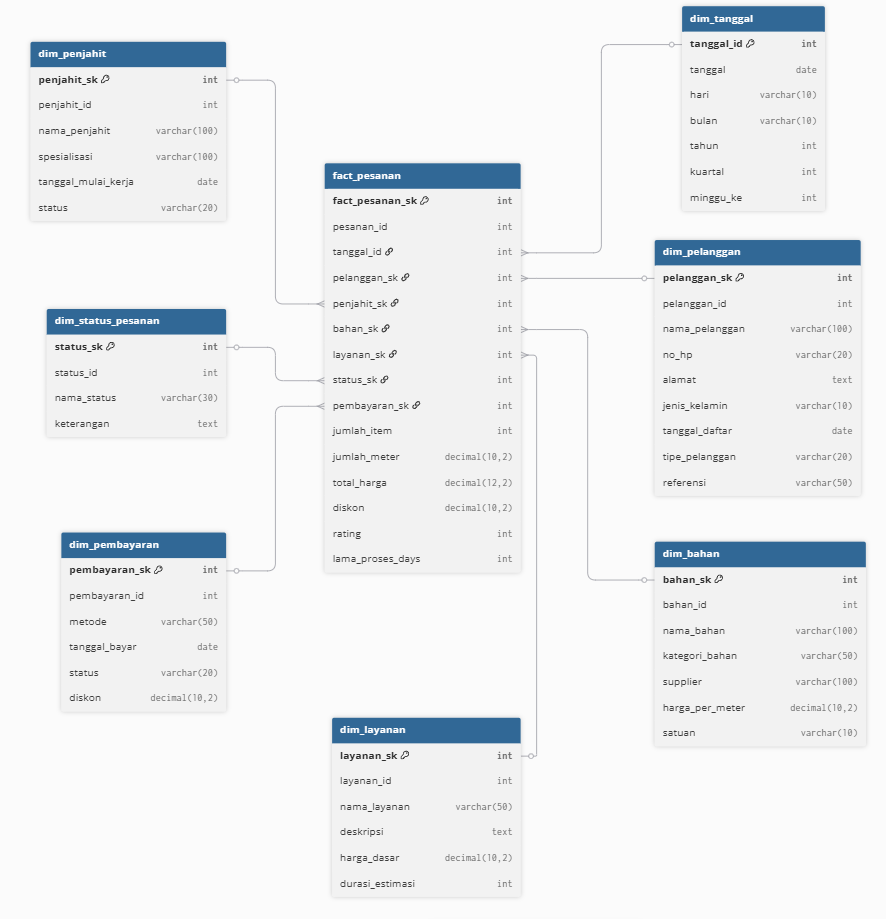 dim_penjahit
penjahit_sk int
penjahit_id int
nama_penjahit varchar(100)
spesialisasi varchar(100)
tanggal_mulai_kerja date
status varchar(20)
dim_status_pesanan
status_sk int
status_id int
nama_status varchar(30)
keterangan text
dim_pembayaran
pembayaran_sk int
pembayaran_id int
metode varchar(50)
tanggal_bayar date
status varchar(20)
diskon decimal(10,2)
fact_pesanan
fact_pesanan_sk int
pesanan_id int
tanggal_id int
pelanggan_sk int
penjahit_sk int
bahan_sk int
layanan_sk int
status_sk int
pembayaran_sk int
jumlah_item int
jumlah_meter decimal(10,2)
total_harga decimal(12,2)
diskon decimal(10,2)
rating int
lama_proses_days int
dim_layanan
layanan_sk int
layanan_id int
nama_layanan varchar(50)
deskripsi text
harga_dasar decimal(10,2)
durasi_estimasi int
dim_tanggal
tanggal_id int
tanggal date
hari varchar(10)
bulan varchar(10)
tahun int
kuartal int
minggu_ke int
dim_pelanggan
pelanggan_sk int
pelanggan_id int
nama_pelanggan varchar(100)
no_hp varchar(20)
alamat text
jenis_kelamin varchar(10)
tanggal_daftar date
tipe_pelanggan varchar(20)
referensi varchar(50)
dim_bahan
bahan_sk int
bahan_id int
nama_bahan varchar(100)
kategori_bahan varchar(50)
supplier varchar(100)
harga_per_meter decimal(10,2)
satuan varchar(10)